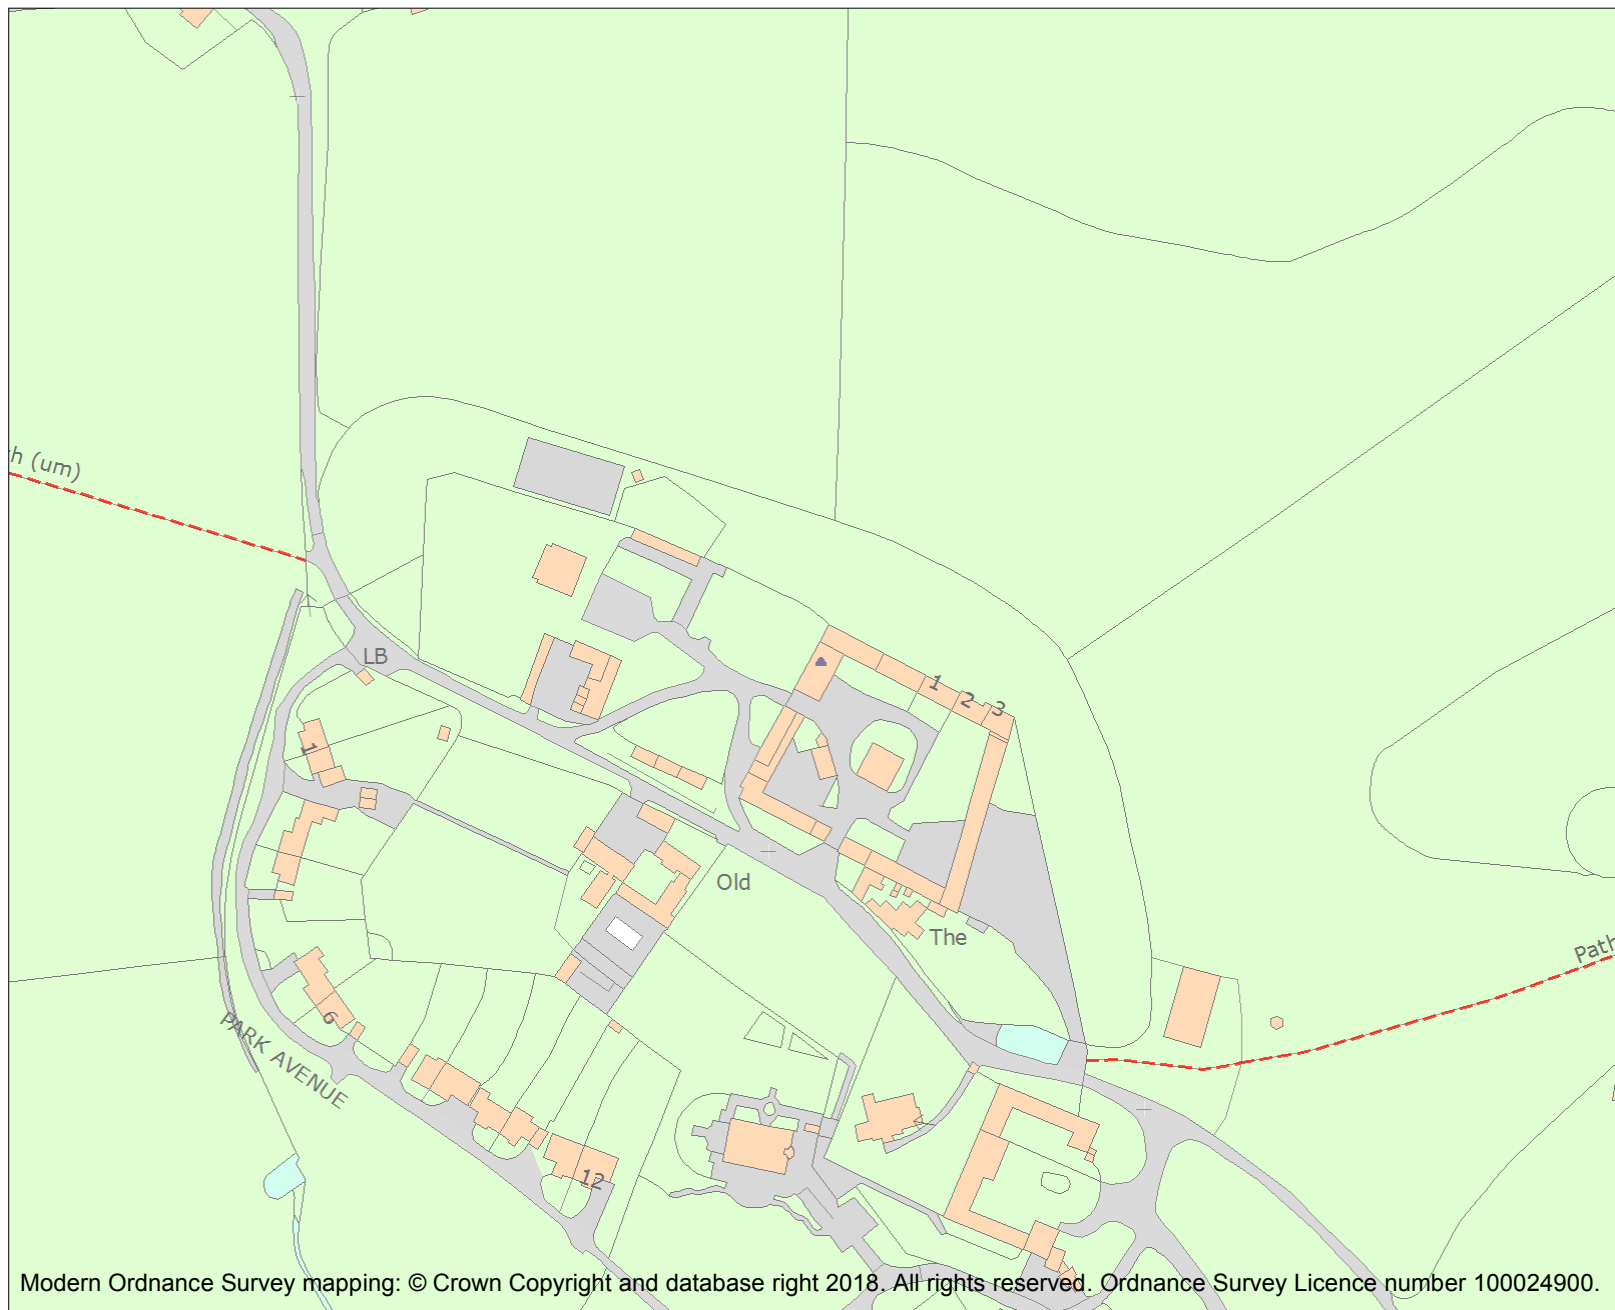 h (um)
LB
1
2
3
1
Old
The
Path
6
PARK AVENUE
12
Modern Ordnance Survey mapping: © Crown Copyright and database right 2018. All rights reserved. Ordnance Survey Licence number 100024900.